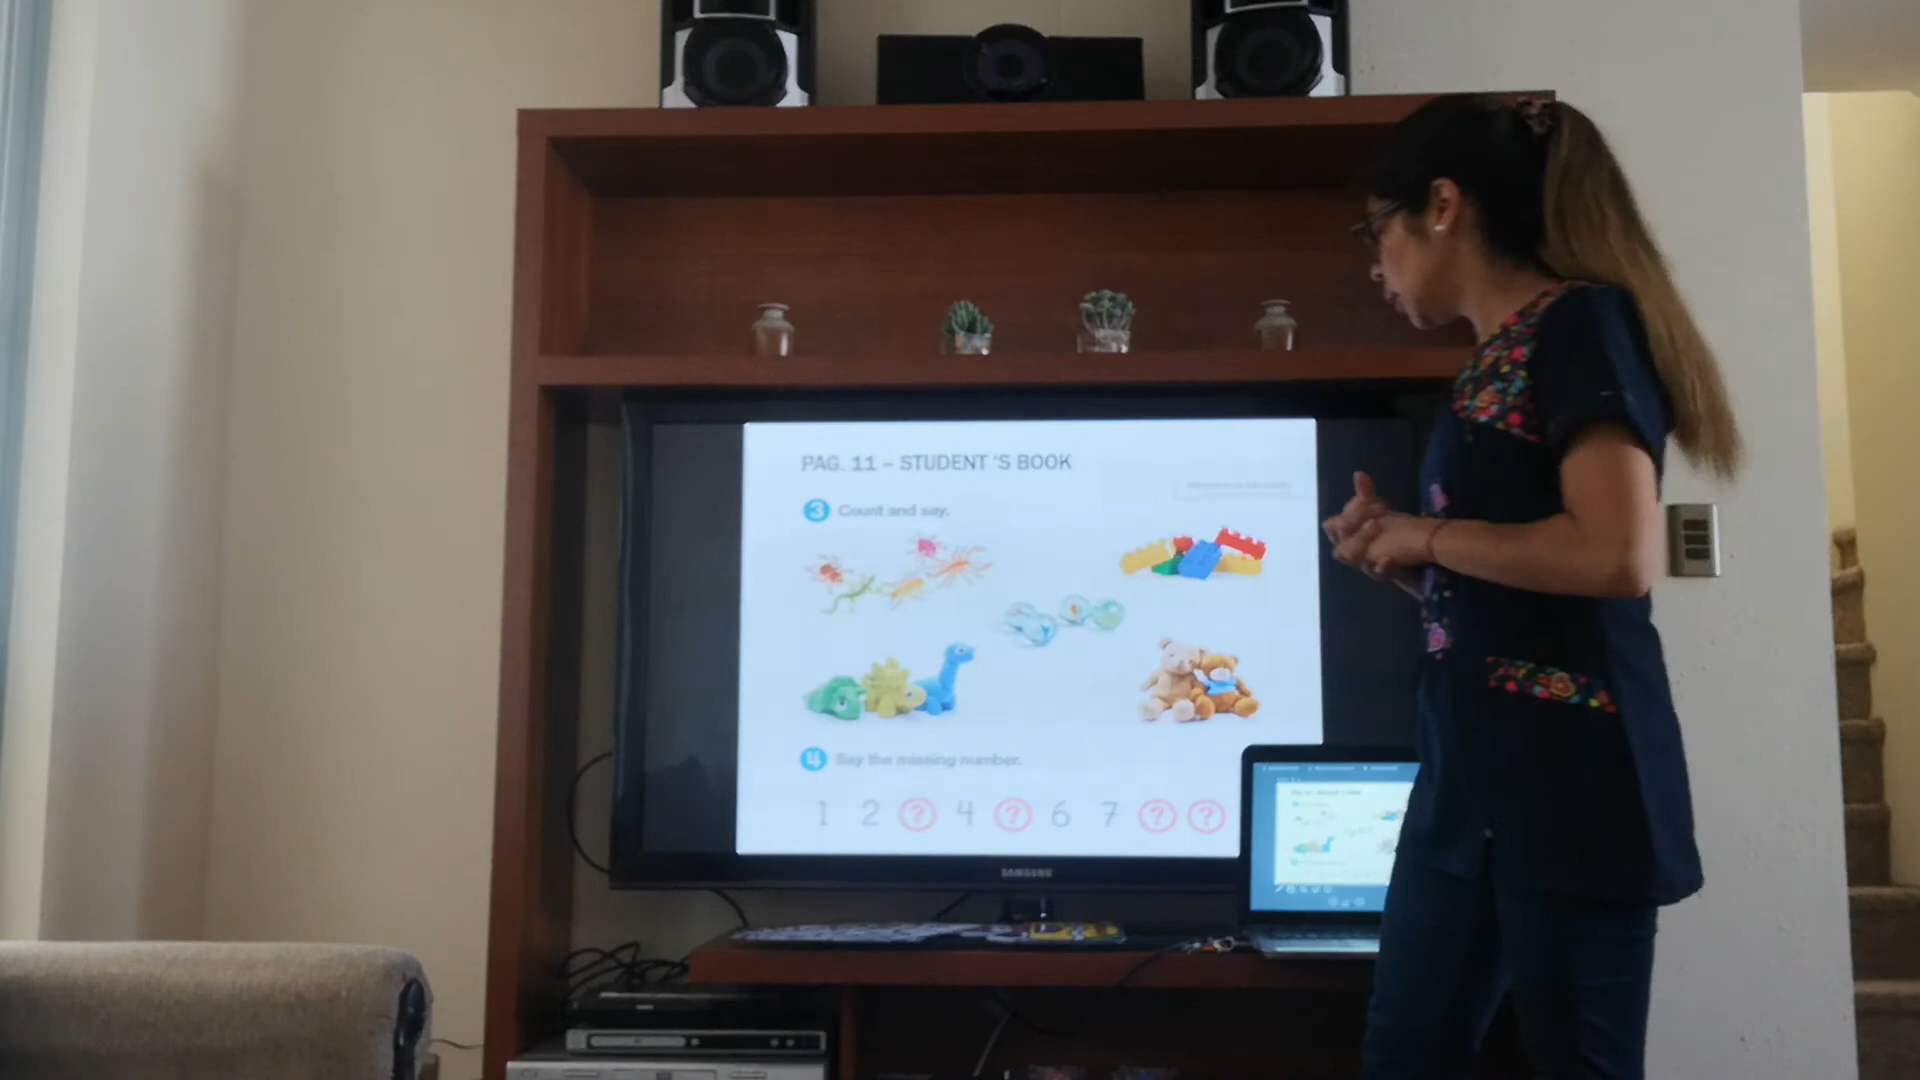 PAG. 11 – STUDENT 'S BOOK
3 Count and say.
4 Say the missing number.
1 2 ? 4 ? 6 7 ? ?
SAMSUNG